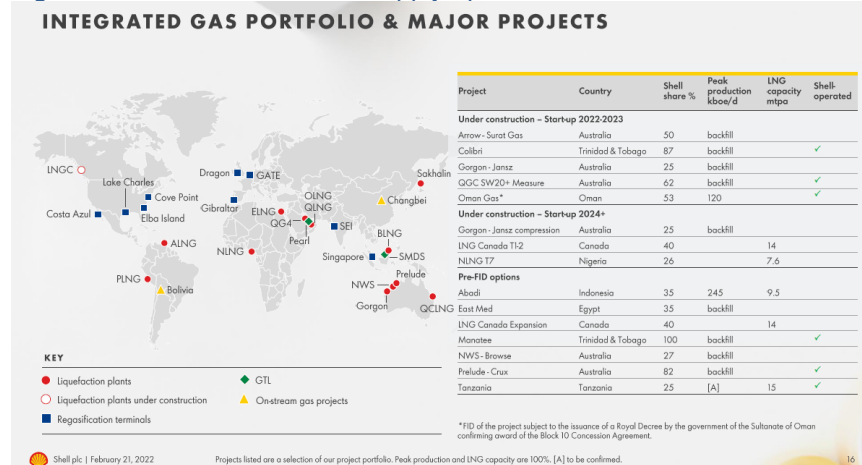 INTEGRATED GAS PORTFOLIO & MAJOR PROJECTS
LNGC
Lake Charles
Cove Point
Costa Azul
Elba Island
Dragon
GATE
Gibraltar
ELNG
OLNG
QLNG
QG4
Pearl
NLNG
ALNG
PLNG
Bolivia
Sakhalin
Changbei
SEI
BLNG
Singapore
SMDS
Prelude
NWS
Gorgon
QCLNG
KEY
Liquefaction plants
Liquefaction plants under construction
Regasification terminals
GTL
On-stream gas projects
Project Country Shell share % Peak production kboe/d LNG capacity mtpa Shell-operated
Under construction – Start-up 2022-2023
Arrow - Surat Gas Australia 50 backfill
Colibri Trinidad & Tobago 87 backfill ✓
Gorgon - Jansz Australia 25 backfill
QGC SW20+ Measure Australia 62 backfill ✓
Oman Gas* Oman 53 120 ✓
Under construction – Start-up 2024+
Gorgon - Jansz compression Australia 25 backfill
LNG Canada T1-2 Canada 40 14
NLNG T7 Nigeria 26 7.6
Pre-FID options
Abadi Indonesia 35 245 9.5
East Med Egypt 35 backfill
LNG Canada Expansion Canada 40 14
Manatee Trinidad & Tobago 100 backfill ✓
NWS - Browse Australia 27 backfill
Prelude - Crux Australia 82 backfill ✓
Tanzania Tanzania 25 [A] 15 ✓
*FID of the project subject to the issuance of a Royal Decree by the government of the Sultanate of Oman
confirming award of the Block 10 Concession Agreement.
Shell plc | February 21, 2022 Projects listed are a selection of our project portfolio. Peak production and LNG capacity are 100%. [A] to be confirmed. 16